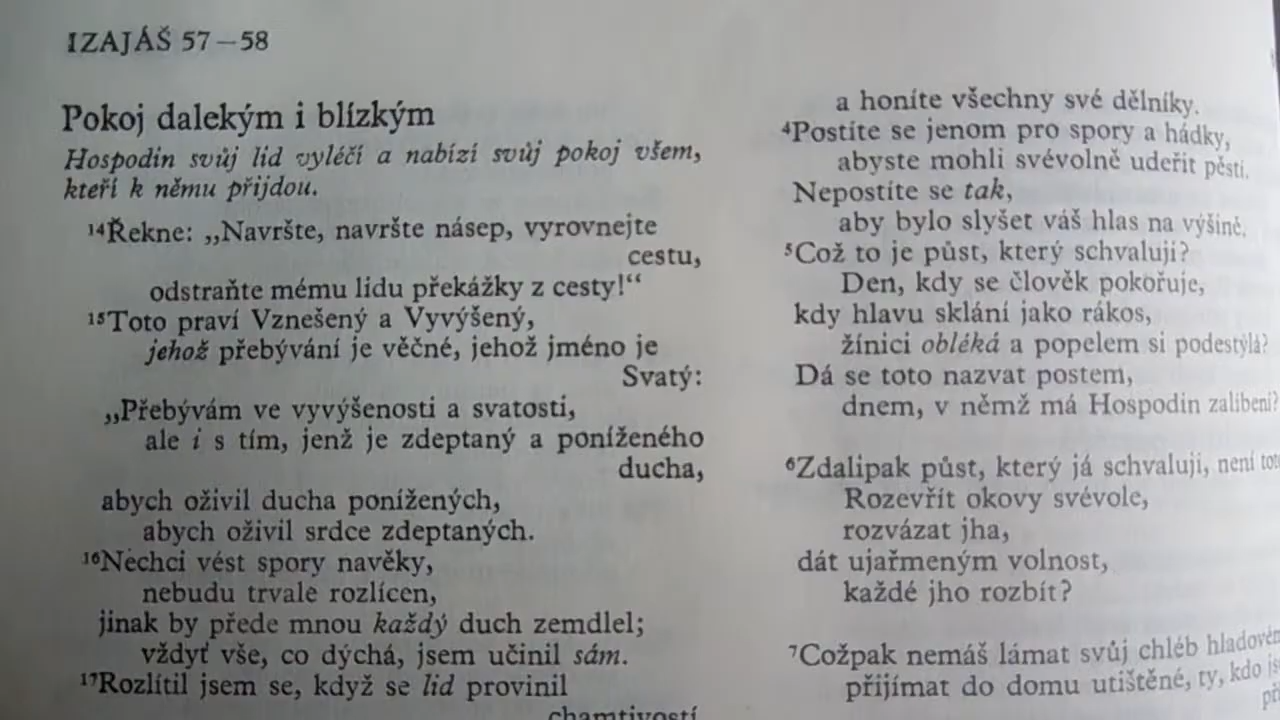 IZAJÁŠ 57–58
Pokoj dalekým i blízkým
Hospodin svůj lid vyléčí a nabízí svůj pokoj všem,
kteří k němu přijdou.
14Řekne: „Navršte, navršte násep, vyrovnejte
cestu,
odstraňte mému lidu překážky z cesty!“
15Toto praví Vznešený a Vyvýšený,
jehož přebývání je věčné, jehož jméno je
Svatý:
„Přebývám ve vyvýšenosti a svatosti,
ale i s tím, jenž je zdeptaný a poníženého
ducha,
abych oživil ducha ponížených,
abych oživil srdce zdeptaných.
16Nechci vést spory navěky,
nebudu trvale rozlícen,
jinak by přede mnou každý duch zemdlel;
vždyť vše, co dýchá, jsem učinil sám.
17Rozlítil jsem se, když se lid provinil
chamtivostí
a honíte všechny své dělníky.
4Postíte se jenom pro spory a hádky,
abyste mohli svévolně udeřit pěstí.
Nepostíte se tak,
aby bylo slyšet váš hlas na výšině.
5Což to je půst, který schvaluji?
Den, kdy se člověk pokořuje,
kdy hlavu sklání jako rákos,
žínici obléká a popelem si podestýlá?
Dá se toto nazvat postem,
dnem, v němž má Hospodin zalíbení?
6Zdalipak půst, který já schvaluji, není
Rozevřít okovy svévole,
rozvázat jha,
dát ujařmeným volnost,
každé jho rozbít?
7Cožpak nemáš lámat svůj chléb
přijímat do domu utištěné, ty, kdo